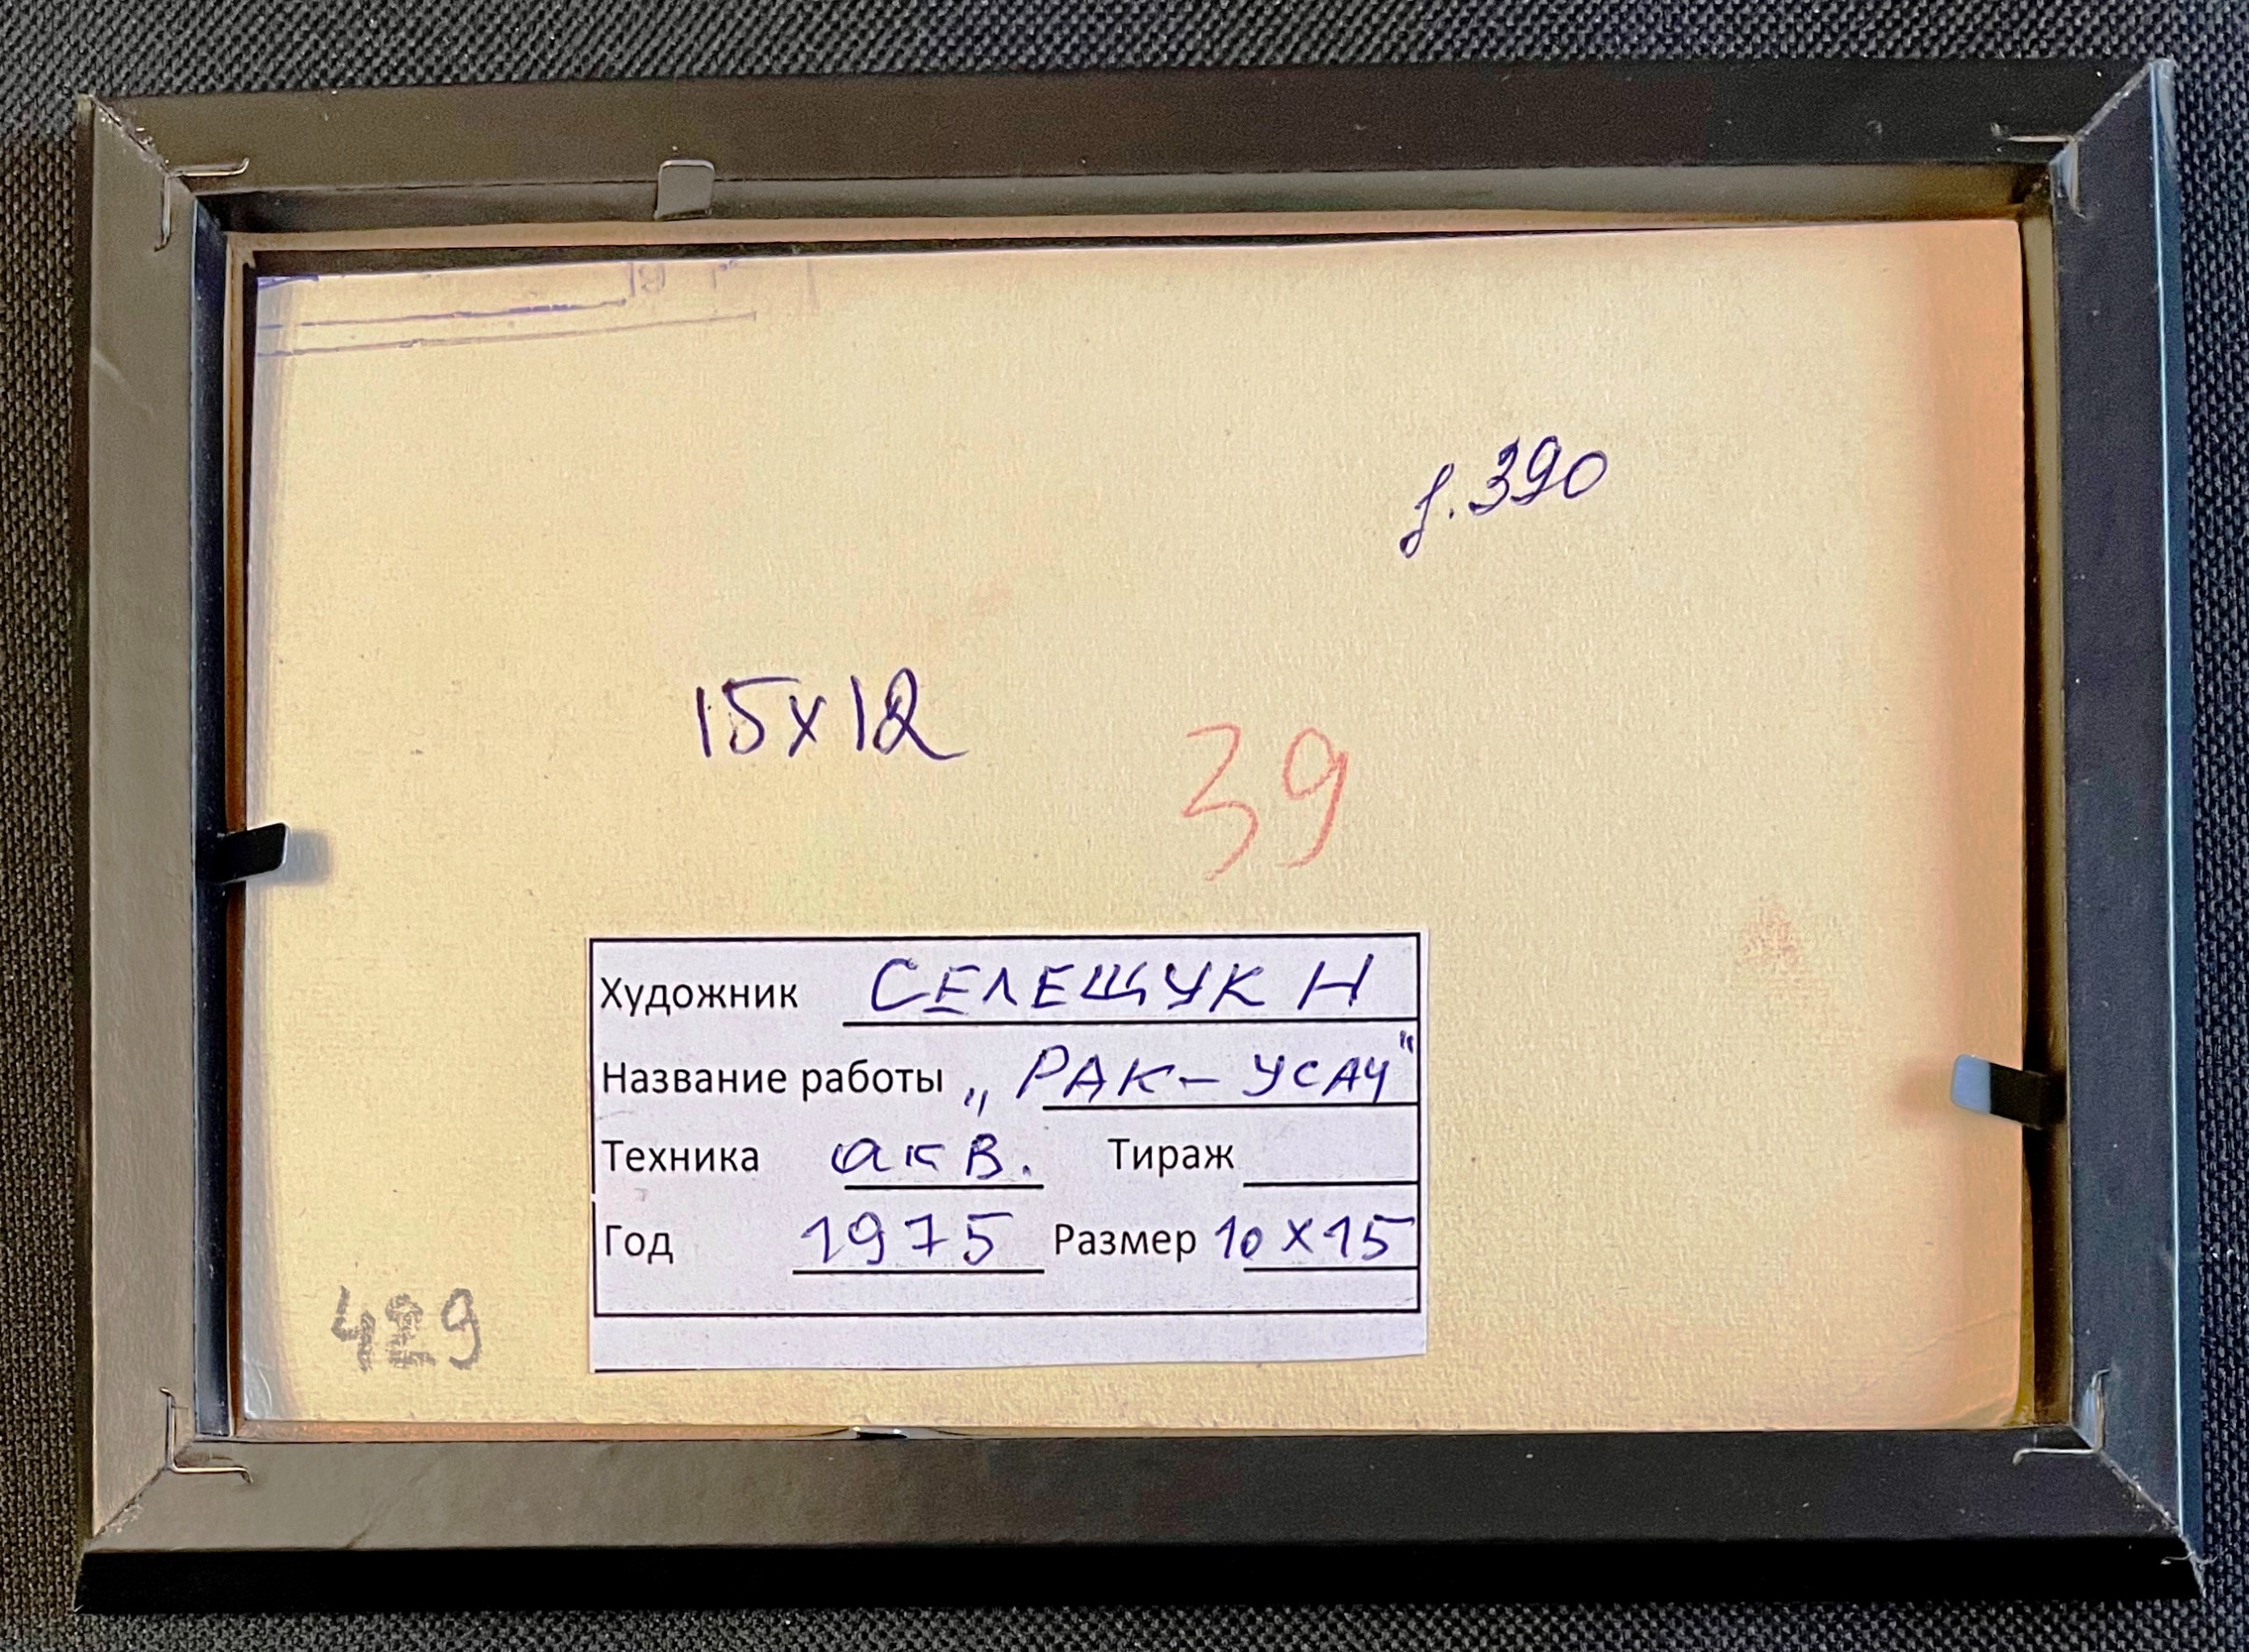 f. 390
15x12
39
Художник СЕЛЕЩУК Н
Название работы „РАК-УСАЧ"
Техника акв. Тираж
Год 1975 Размер 10x15
429